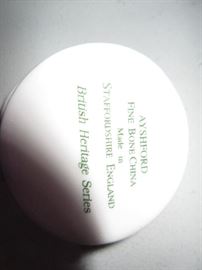 AYSHFORD
FINE BONE CHINA
Made in
STAFFORDSHIRE ENGLAND
British Heritage Series